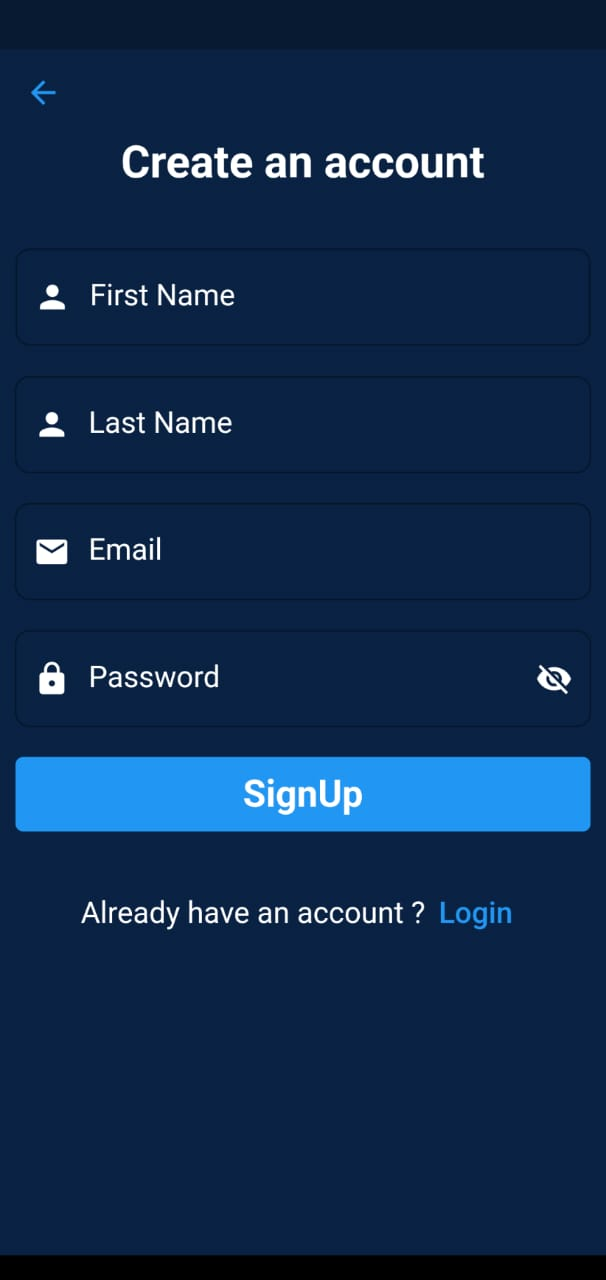 Create an account
First Name
Last Name
Email
Password
SignUp
Already have an account ? Login